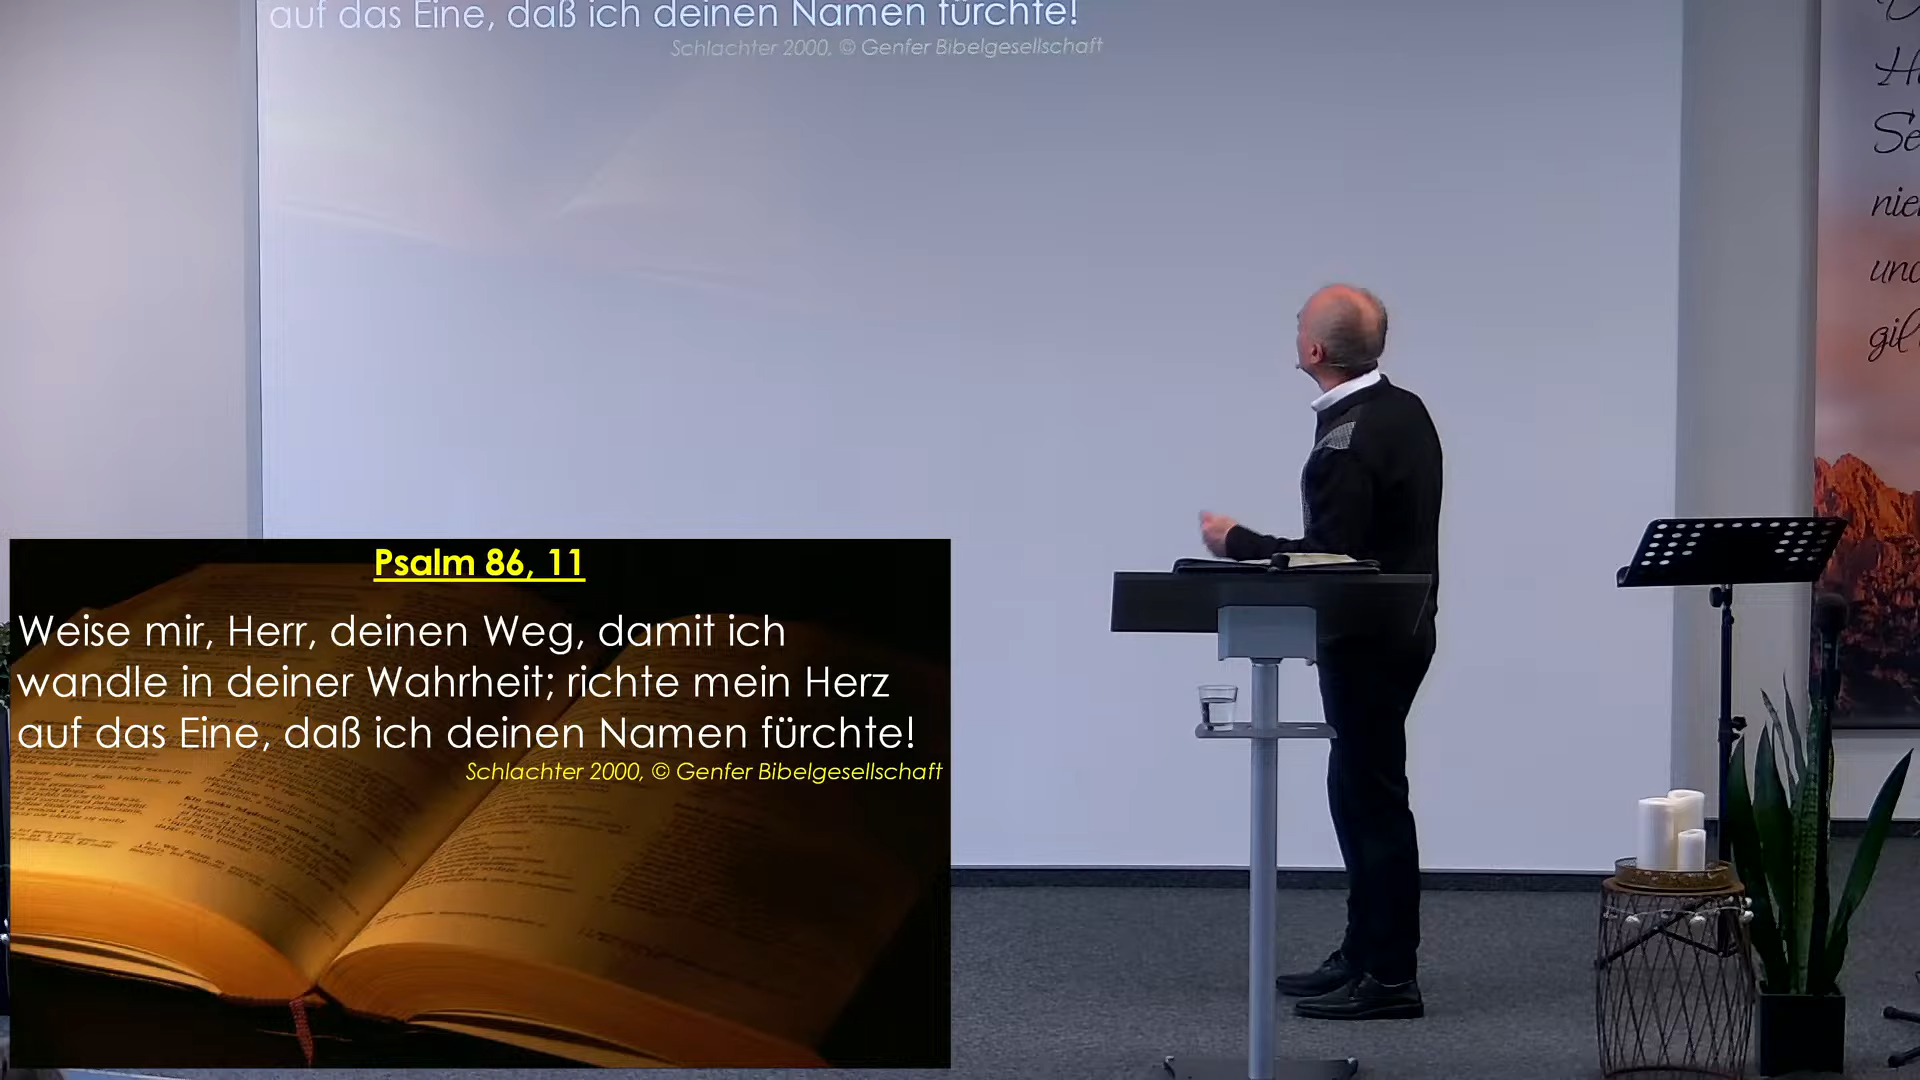 auf das Eine, daß ich deinen Namen fürchte!
Schlachter 2000, © Genfer Bibelgesellschaft
Psalm 86, 11
Weise mir, Herr, deinen Weg, damit ich
wandle in deiner Wahrheit; richte mein Herz
auf das Eine, daß ich deinen Namen fürchte!
Schlachter 2000, © Genfer Bibelgesellschaft